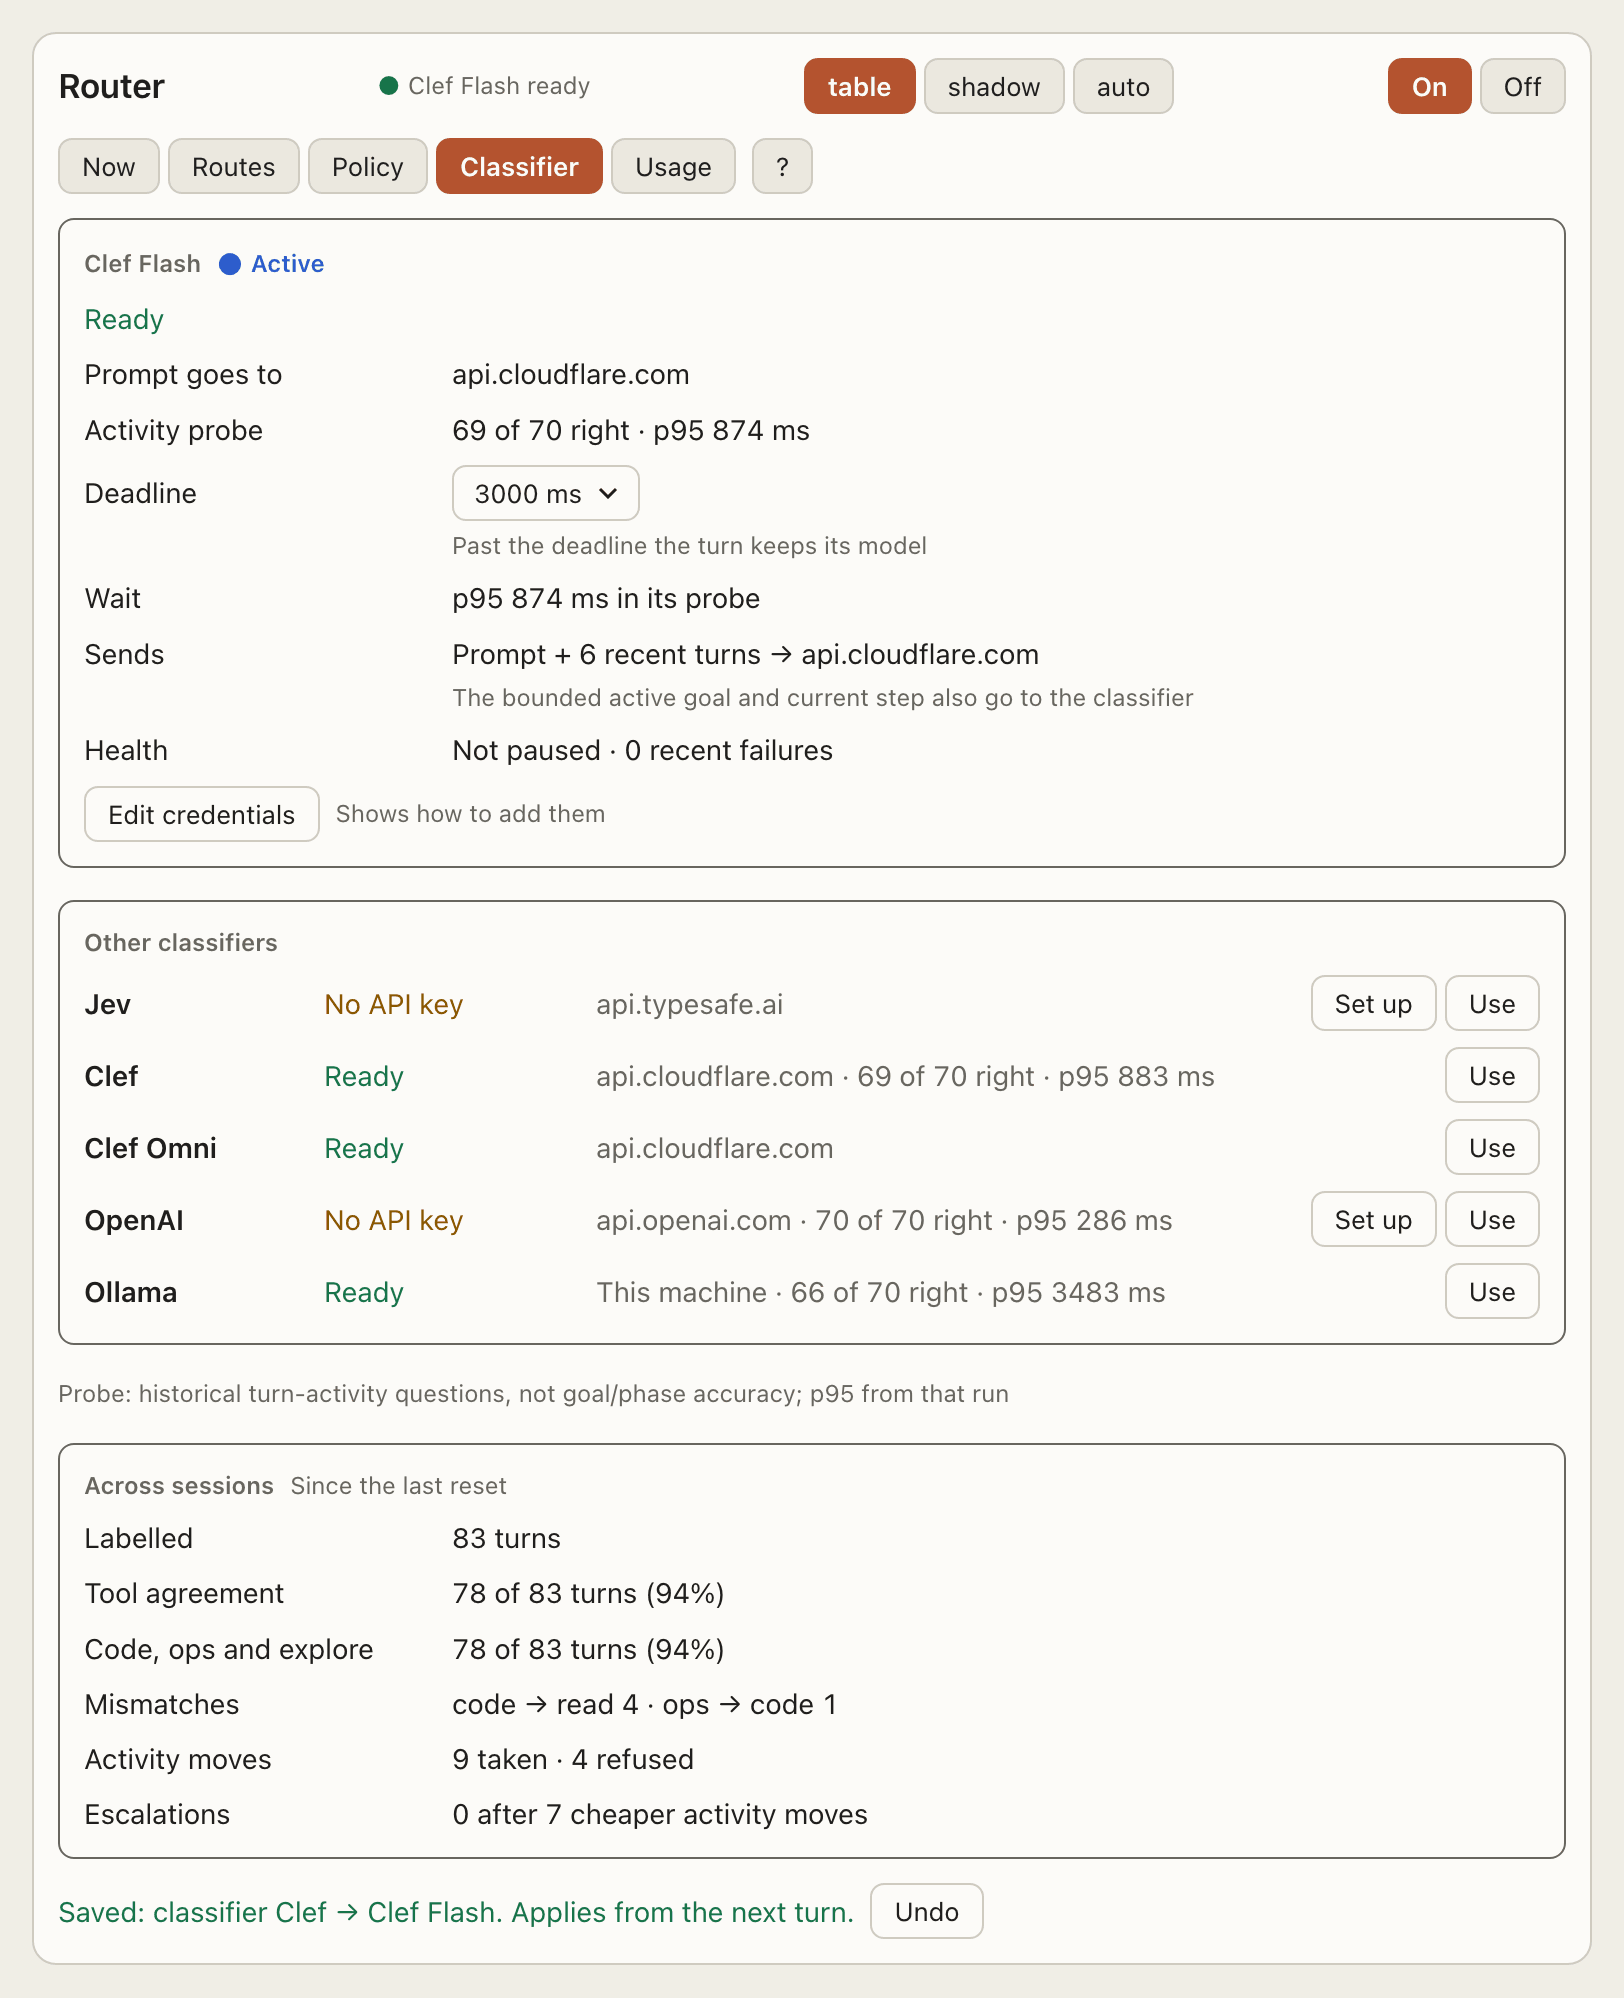 Router Clef Flash ready table shadow auto On Off
Now Routes Policy Classifier Usage ?
Clef Flash Active
Ready
Prompt goes to api.cloudflare.com
Activity probe 69 of 70 right · p95 874 ms
Deadline 3000 ms
Past the deadline the turn keeps its model
Wait p95 874 ms in its probe
Sends Prompt + 6 recent turns → api.cloudflare.com
The bounded active goal and current step also go to the classifier
Health Not paused · 0 recent failures
Edit credentials Shows how to add them
Other classifiers
Jev No API key api.typesafe.ai Set up Use
Clef Ready api.cloudflare.com · 69 of 70 right · p95 883 ms Use
Clef Omni Ready api.cloudflare.com Use
OpenAI No API key api.openai.com · 70 of 70 right · p95 286 ms Set up Use
Ollama Ready This machine · 66 of 70 right · p95 3483 ms Use
Probe: historical turn-activity questions, not goal/phase accuracy; p95 from that run
Across sessions Since the last reset
Labelled 83 turns
Tool agreement 78 of 83 turns (94%)
Code, ops and explore 78 of 83 turns (94%)
Mismatches code → read 4 · ops → code 1
Activity moves 9 taken · 4 refused
Escalations 0 after 7 cheaper activity moves
Saved: classifier Clef → Clef Flash. Applies from the next turn. Undo